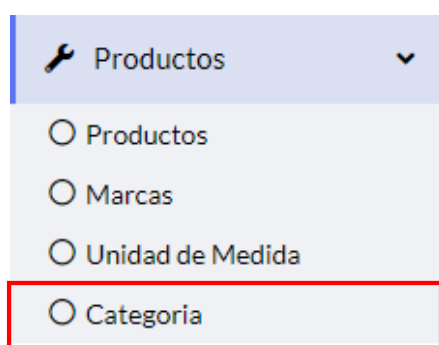 Productos
Productos
Marcas
Unidad de Medida
Categoria